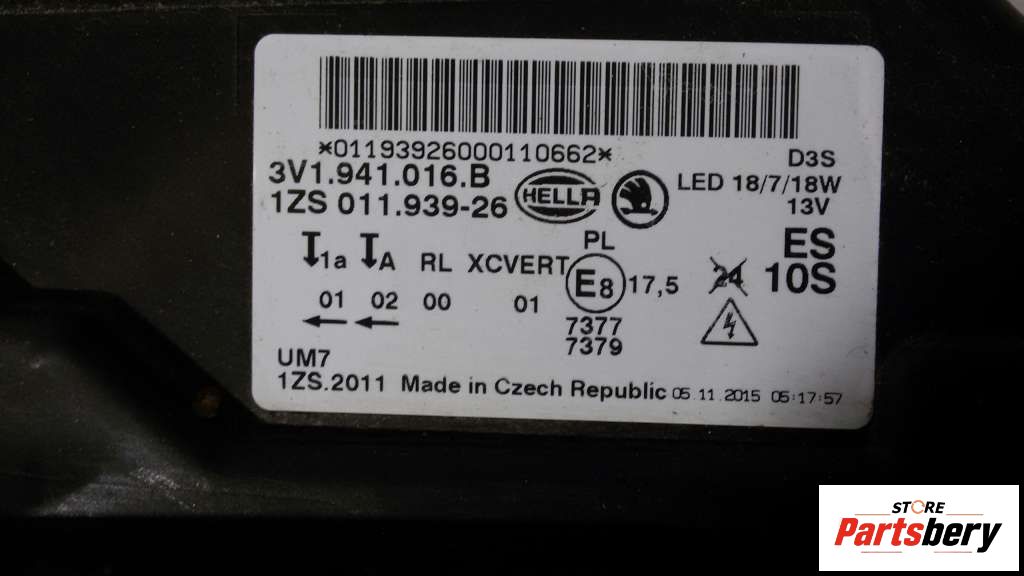 *01193926000110662*
3V1.941.016.B
1ZS 011.939-26
HELLA
D3S
LED 18/7/18W
13V
ES
10S
24
1a A RL XCVERT
01 02 00 01
PL
E8 17,5
7377
7379
UM7
1ZS.2011 Made in Czech Republic 05.11.2015 05:17:57
STORE
Partsbery